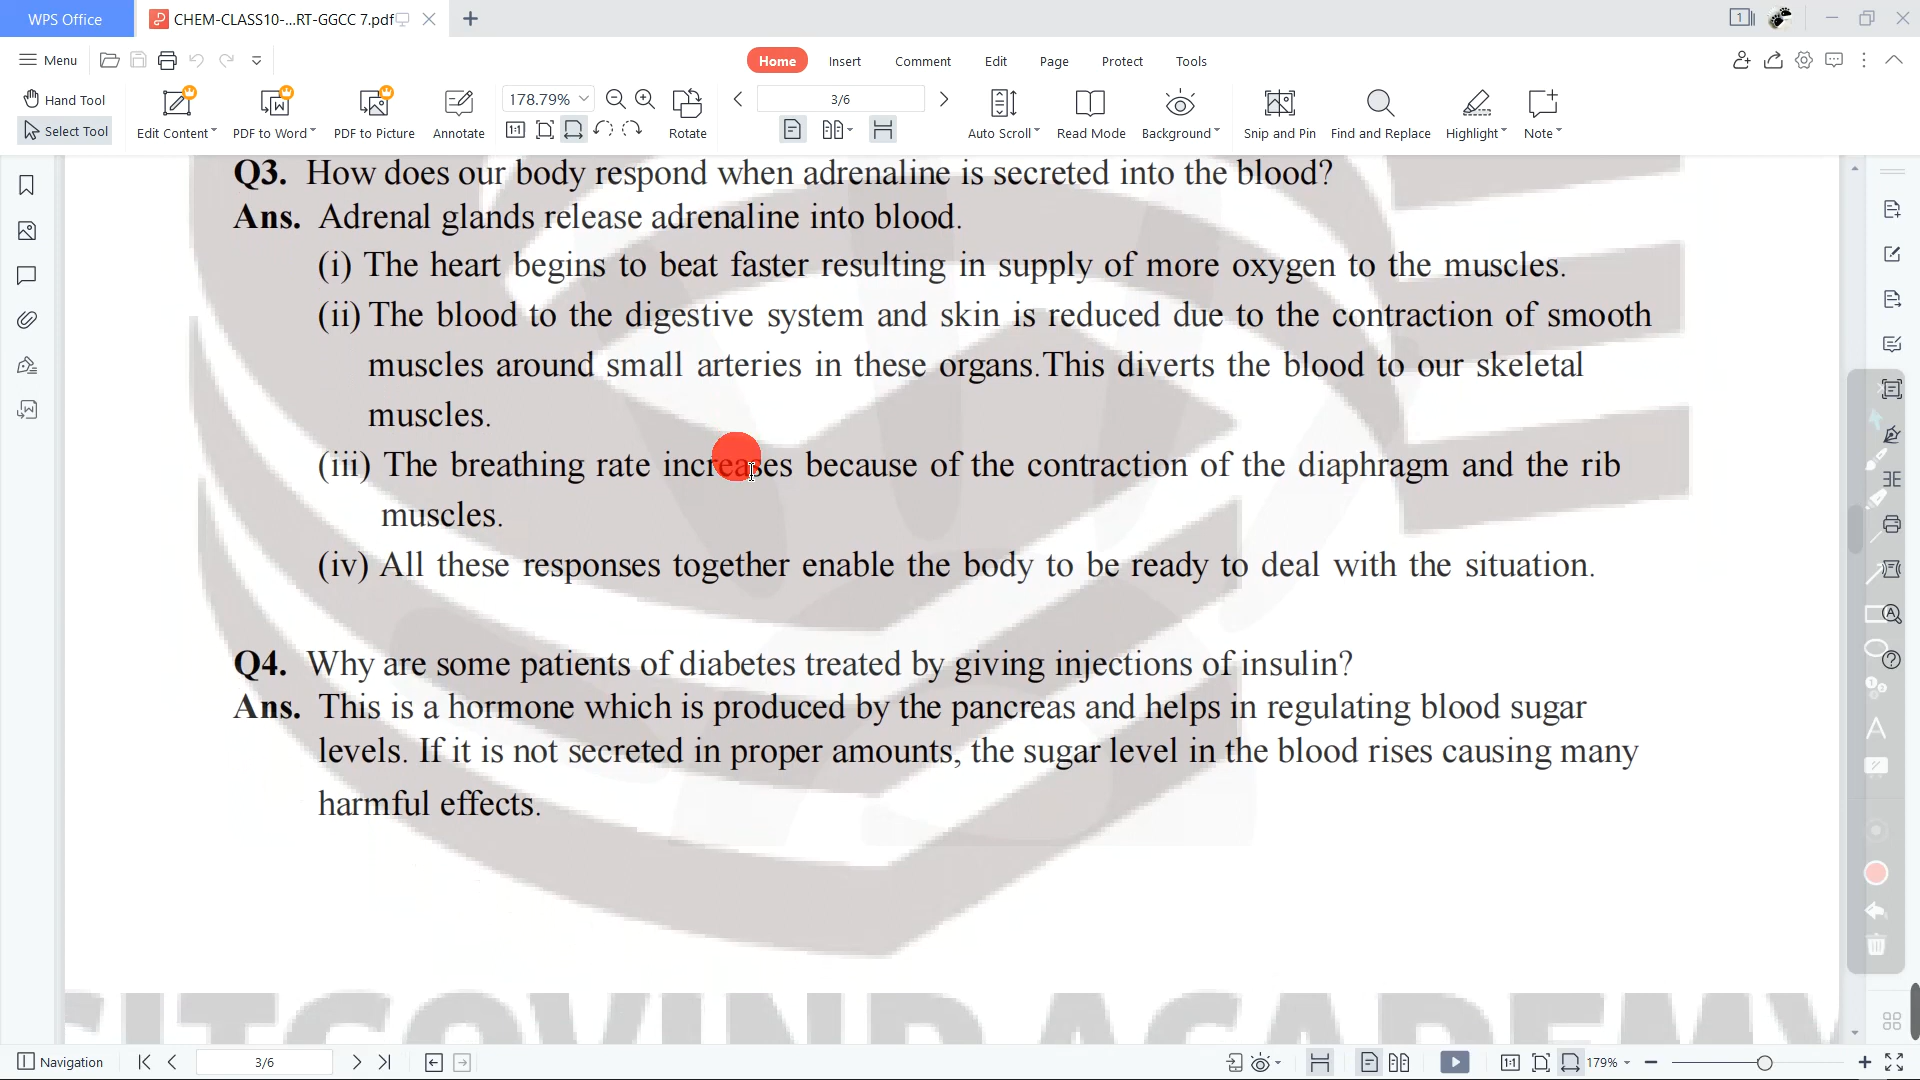 WPS Office
CHEM-CLASS10-...RT-GGCC 7.pdf
1
Menu
Home
Insert
Comment
Edit
Page
Protect
Tools
Hand Tool
Select Tool
Edit Content
PDF to Word
PDF to Picture
Annotate
178.79%
3/6
Rotate
Auto Scroll
Read Mode
Background
Snip and Pin
Find and Replace
Highlight
Note
Q3. How does our body respond when adrenaline is secreted into the blood?
Ans. Adrenal glands release adrenaline into blood.
(i) The heart begins to beat faster resulting in supply of more oxygen to the muscles.
(ii) The blood to the digestive system and skin is reduced due to the contraction of smooth
muscles around small arteries in these organs.This diverts the blood to our skeletal
muscles.
(iii) The breathing rate increases because of the contraction of the diaphragm and the rib
muscles.
(iv) All these responses together enable the body to be ready to deal with the situation.
Q4. Why are some patients of diabetes treated by giving injections of insulin?
Ans. This is a hormone which is produced by the pancreas and helps in regulating blood sugar
levels. If it is not secreted in proper amounts, the sugar level in the blood rises causing many
harmful effects.
Navigation
3/6
179%